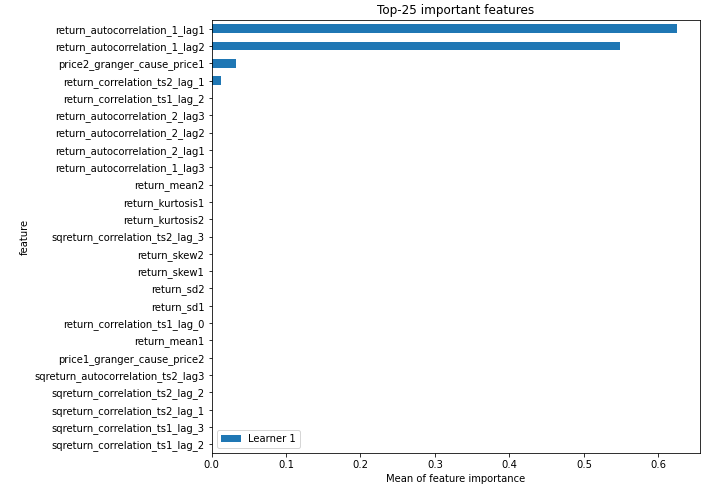 Top-25 important features
return_autocorrelation_1_lag1
return_autocorrelation_1_lag2
price2_granger_cause_price1
return_correlation_ts2_lag_1
return_correlation_ts1_lag_2
return_autocorrelation_2_lag3
return_autocorrelation_2_lag2
return_autocorrelation_2_lag1
return_autocorrelation_1_lag3
return_mean2
return_kurtosis1
return_kurtosis2
sqreturn_correlation_ts2_lag_3
return_skew2
return_skew1
return_sd2
return_sd1
return_correlation_ts1_lag_0
return_mean1
price1_granger_cause_price2
sqreturn_autocorrelation_ts2_lag3
sqreturn_correlation_ts2_lag_2
sqreturn_correlation_ts2_lag_1
sqreturn_correlation_ts1_lag_3
sqreturn_correlation_ts1_lag_2
feature
Learner 1
0.0 0.1 0.2 0.3 0.4 0.5 0.6
Mean of feature importance